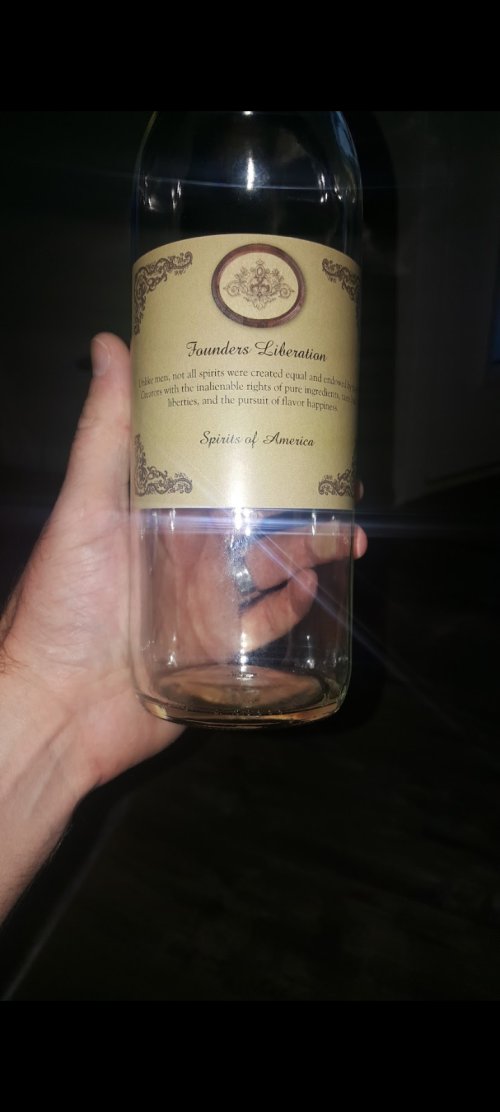 Founders Liberation
Unlike men, not all spirits were created equal and endowed
Creators with the inalienable rights of pure ingredients,
liberties, and the pursuit of flavor happiness.
Spirits of America